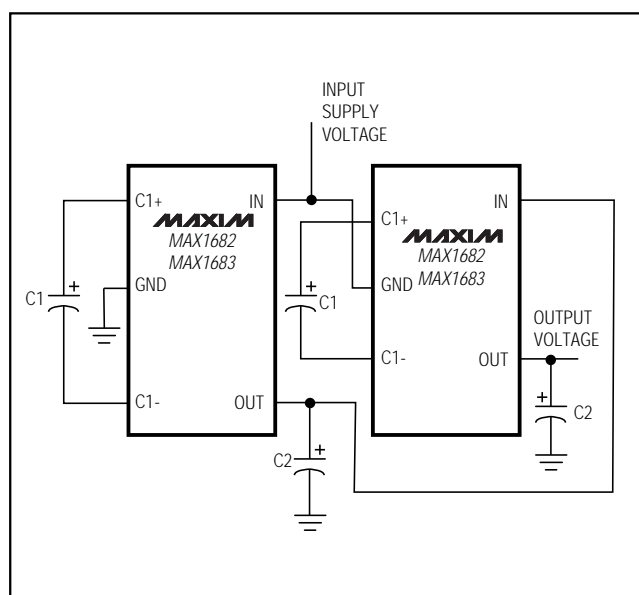 INPUT
SUPPLY
VOLTAGE
C1+
IN
MAXIM
MAX1682
MAX1683
GND
C1
C1-
OUT
C2
C1+
IN
MAXIM
MAX1682
MAX1683
GND
C1
C1-
OUT
OUTPUT
VOLTAGE
C2